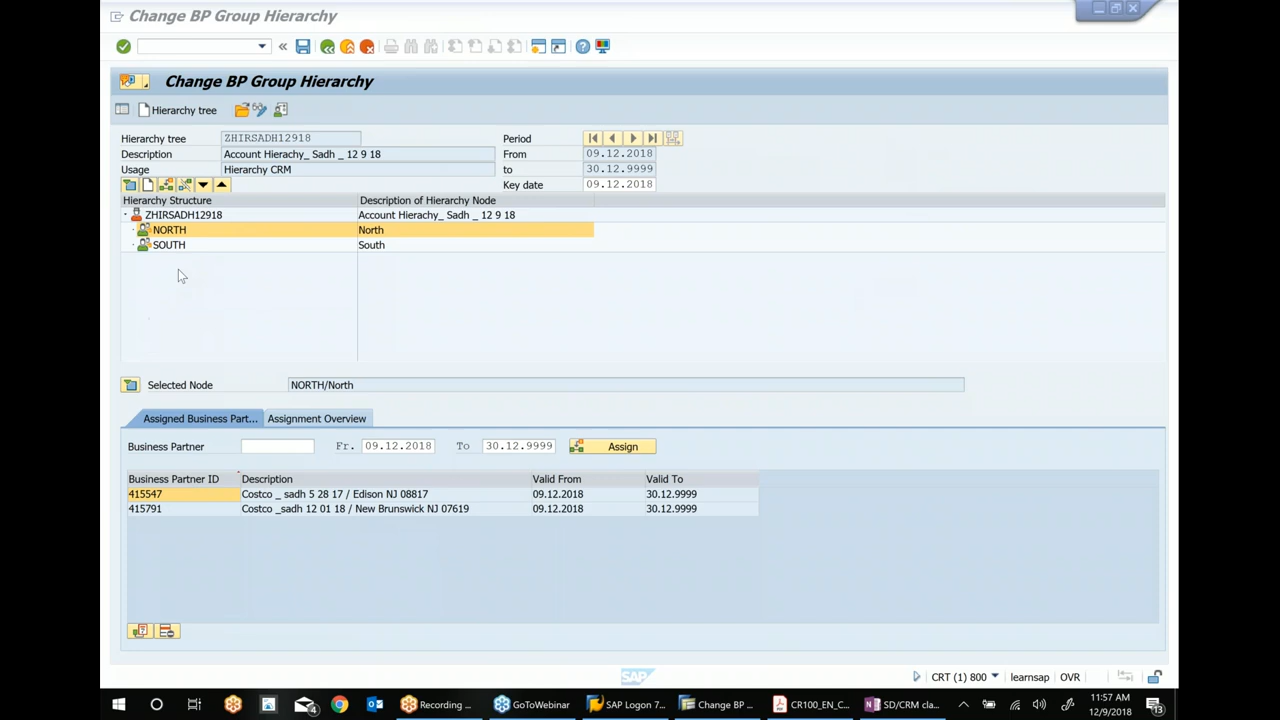 Change BP Group Hierarchy
Change BP Group Hierarchy
Hierarchy tree
Hierarchy tree ZHIRSADH12918 Period
Description Account Hierachy_ Sadh _ 12 9 18 From 09.12.2018
Usage Hierarchy CRM to 30.12.9999
Key date 09.12.2018
Hierarchy Structure Description of Hierarchy Node
ZHIRSADH12918 Account Hierachy_ Sadh _ 12 9 18
NORTH North
SOUTH South
Selected Node NORTH/North
Assigned Business Part... Assignment Overview
Business Partner Fr. 09.12.2018 To 30.12.9999 Assign
Business Partner ID Description Valid From Valid To
415547 Costco _ sadh 5 28 17 / Edison NJ 08817 09.12.2018 30.12.9999
415791 Costco _sadh 12 01 18 / New Brunswick NJ 07619 09.12.2018 30.12.9999
SAP CRT (1) 800 learnsap OVR
4 Recording ... GoToWebinar SAP Logon 7... Change BP ... CR100_EN_C... SD/CRM cla... 11:57 AM
12/9/2018 13